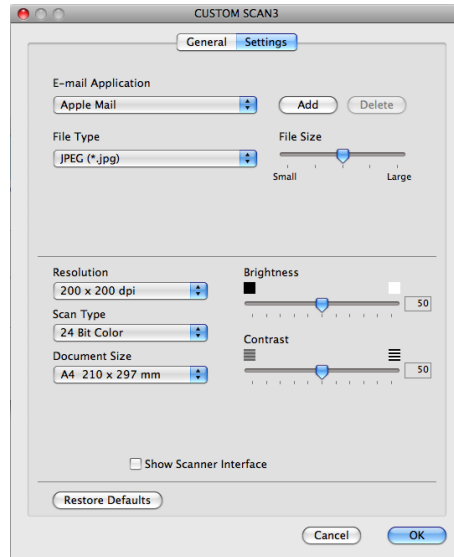 CUSTOM SCAN3
General Settings
E-mail Application
Apple Mail Add Delete
File Type File Size
JPEG (*.jpg)
Small Large
Resolution Brightness
200 x 200 dpi
50
Scan Type
24 Bit Color
Contrast
Document Size
A4 210 x 297 mm 50
Show Scanner Interface
Restore Defaults
Cancel OK